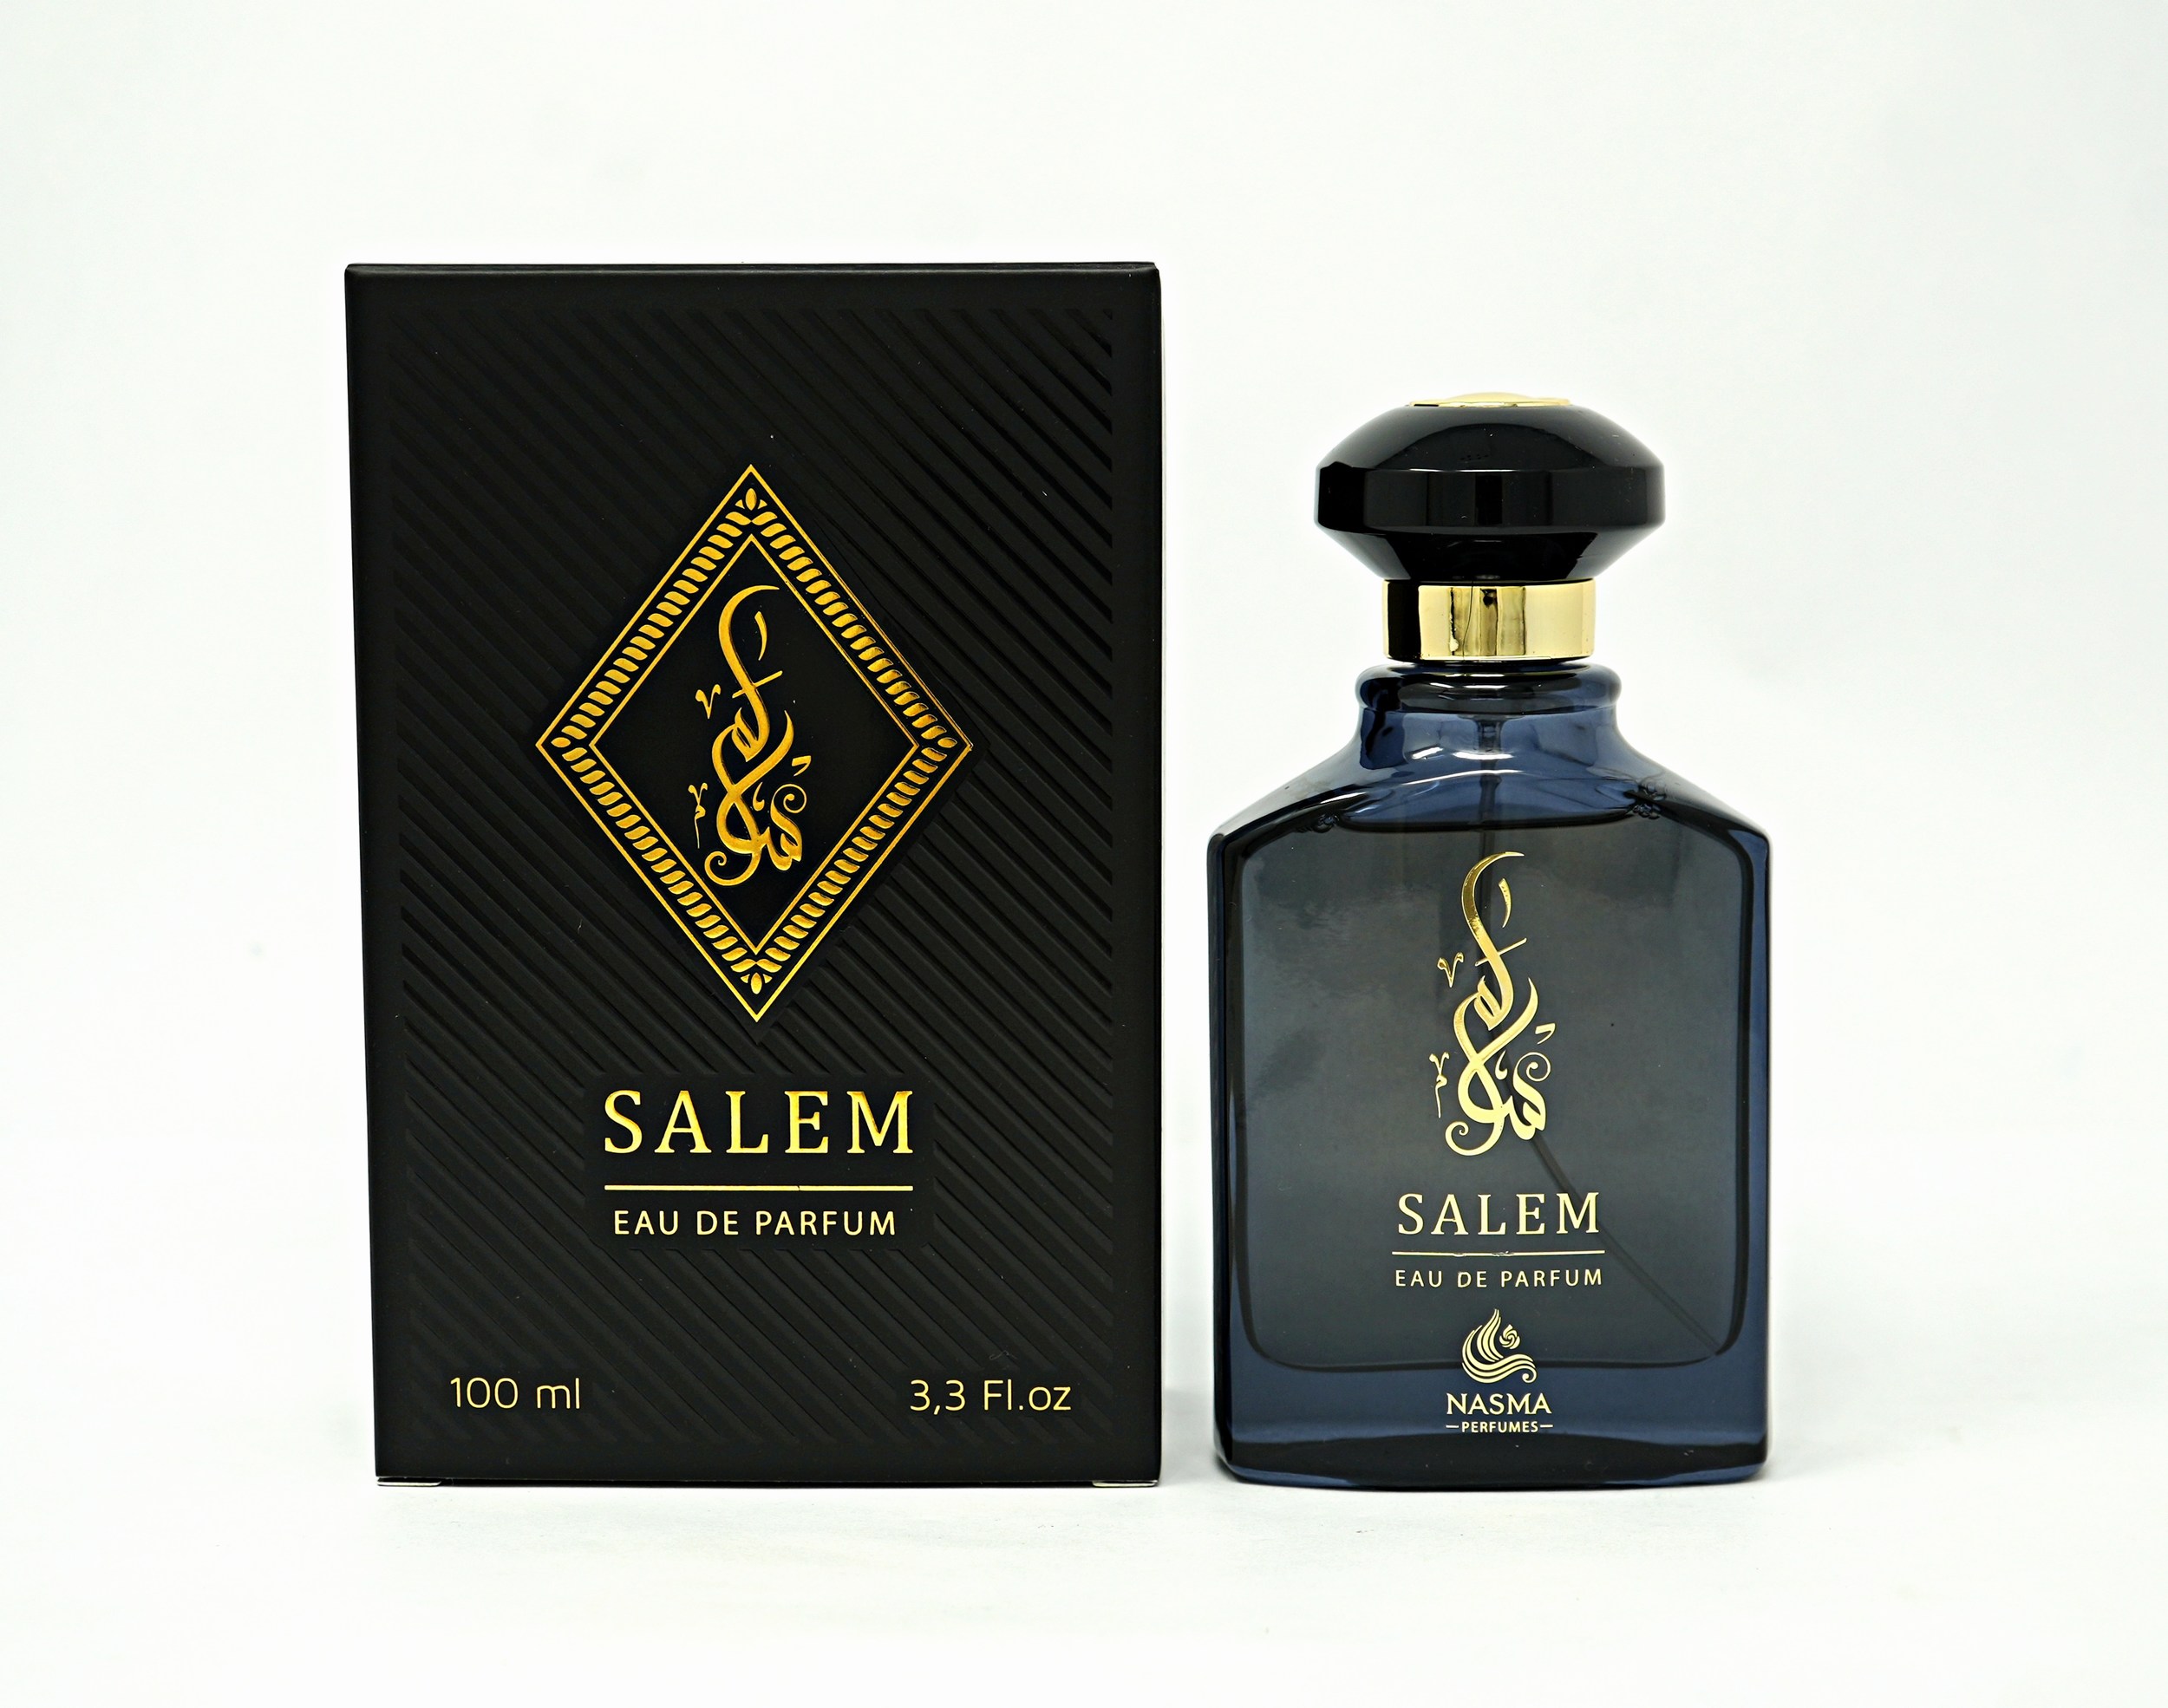 SALEM
EAU DE PARFUM
100 ml
3,3 Fl.oz
SALEM
EAU DE PARFUM
NASMA
PERFUMES